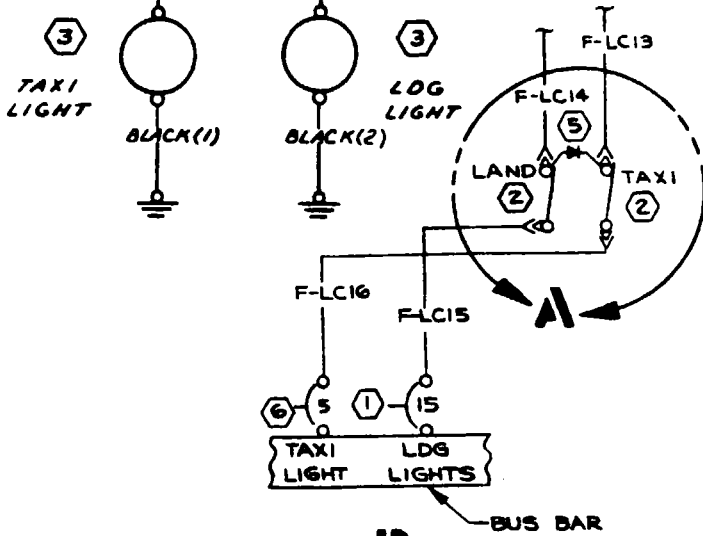 3
3
F-LC13
TAXI
LIGHT
LDG
LIGHT
F-LC14
BLACK(1)
BLACK(2)
5
LAND
TAXI
2
2
F-LC16
F-LC15
A
6
5
1
15
TAXI
LIGHT
LDG
LIGHTS
BUS BAR